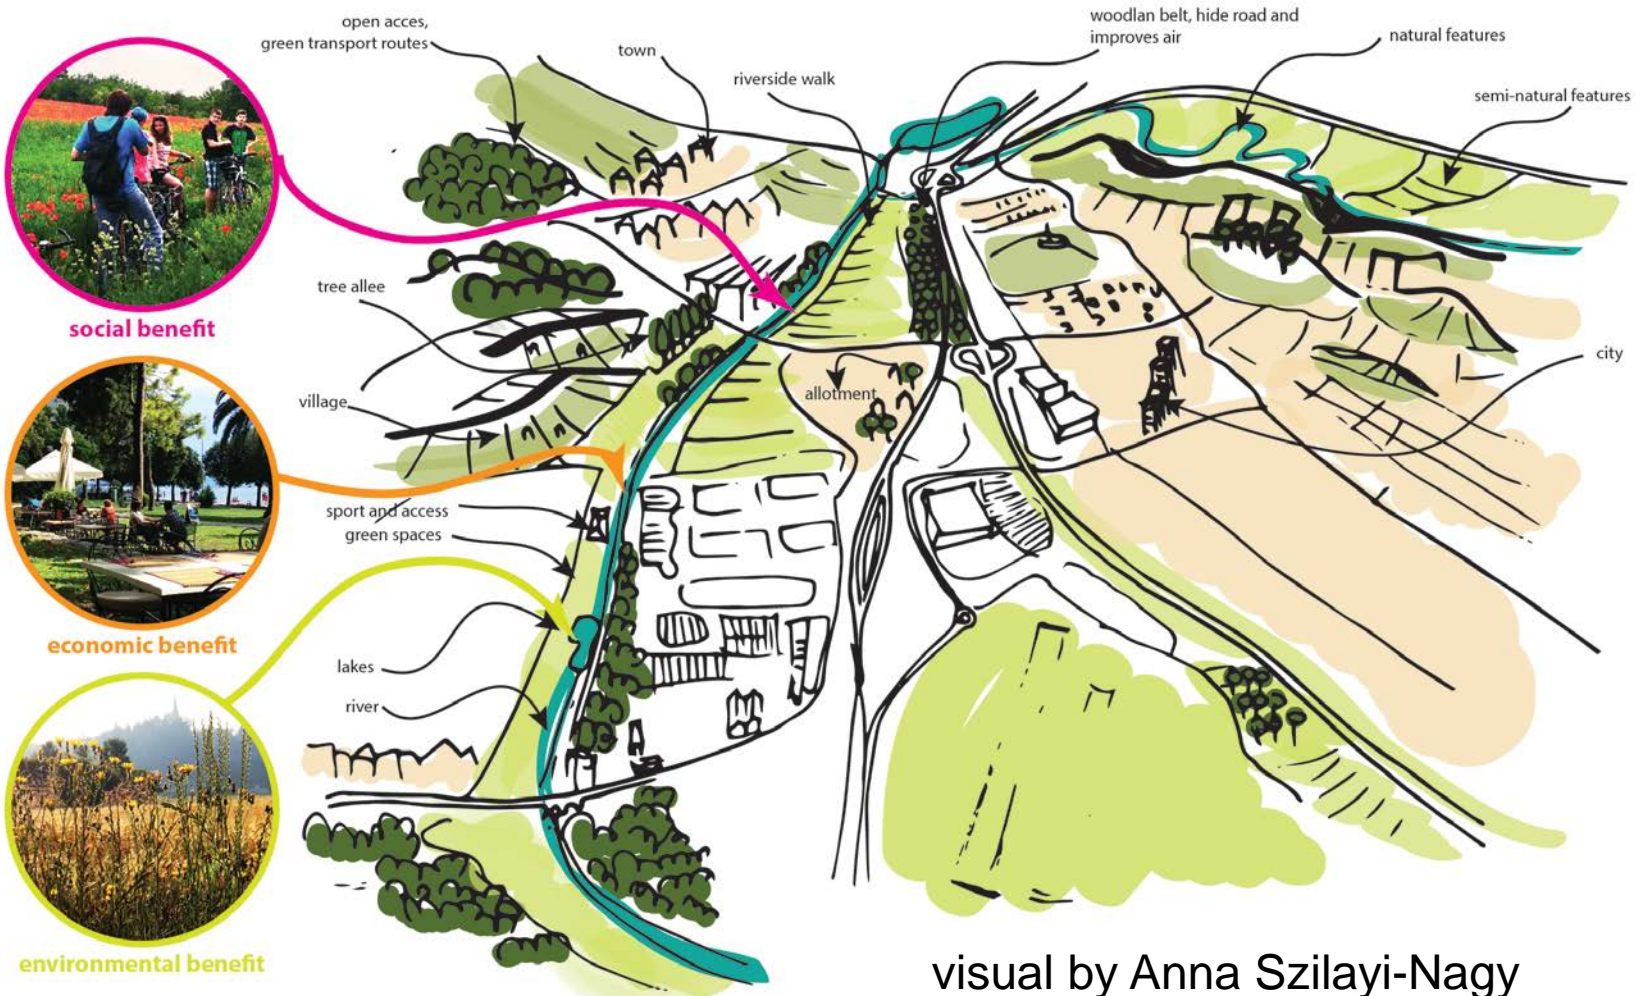 open acces,
green transport routes
town
riverside walk
woodlan belt, hide road and
improves air
natural features
semi-natural features
social benefit
tree allee
village
allotment
city
economic benefit
sport and access
green spaces
lakes
river
environmental benefit
visual by Anna Szilayi-Nagy